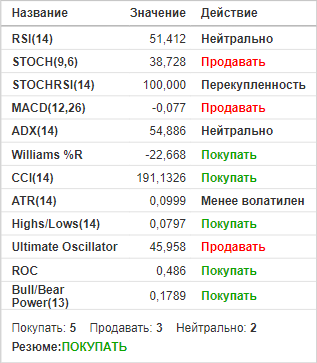 Название Значение Действие
RSI(14) 51,412 Нейтрально
STOCH(9,6) 38,728 Продавать
STOCHRSI(14) 100,000 Перекупленность
MACD(12,26) -0,077 Продавать
ADX(14) 54,886 Нейтрально
Williams %R -22,668 Покупать
CCI(14) 191,1326 Покупать
ATR(14) 0,0999 Менее волатилен
Highs/Lows(14) 0,0797 Покупать
Ultimate Oscillator 45,958 Продавать
ROC 0,486 Покупать
Bull/Bear
Power(13) 0,1789 Покупать
Покупать: 5 Продавать: 3 Нейтрально: 2
Резюме:ПОКУПАТЬ